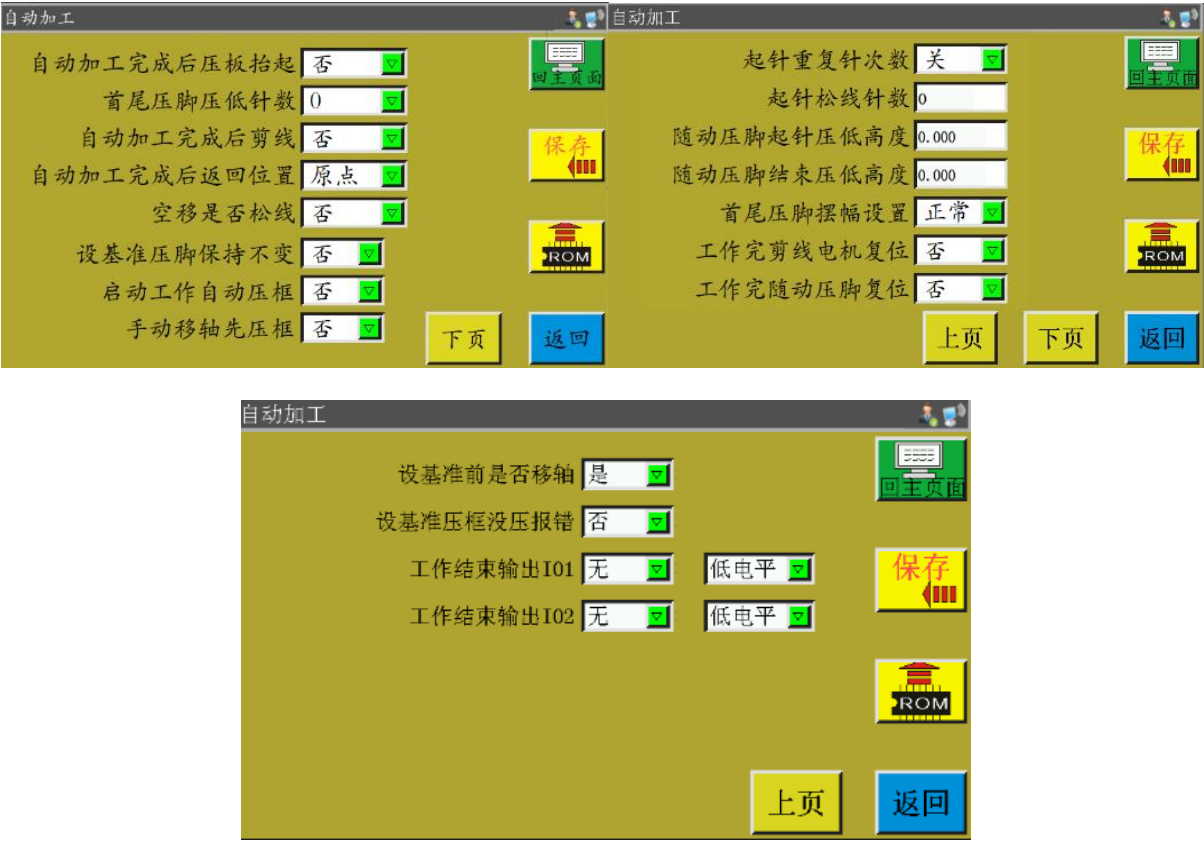 自动加工
自动加工完成后压板抬起 否
回主页面
首尾压脚压低针数 0
自动加工完成后剪线 否
保存
自动加工完成后返回位置 原点
空移是否松线 否
设基准压脚保持不变 否
ROM
启动工作自动压框 否
手动移轴先压框 否
下页 返回
自动加工
起针重复针次数 关
回主页面
起针松线针数 0
随动压脚起针压低高度 0.000
保存
随动压脚结束压低高度 0.000
首尾压脚摆幅设置 正常
工作完剪线电机复位 否
ROM
工作完随动压脚复位 否
上页 下页 返回
自动加工
设基准前是否移轴 是
回主页面
设基准压框没压报错 否
工作结束输出IO1 无 低电平
保存
工作结束输出IO2 无 低电平
ROM
上页 返回